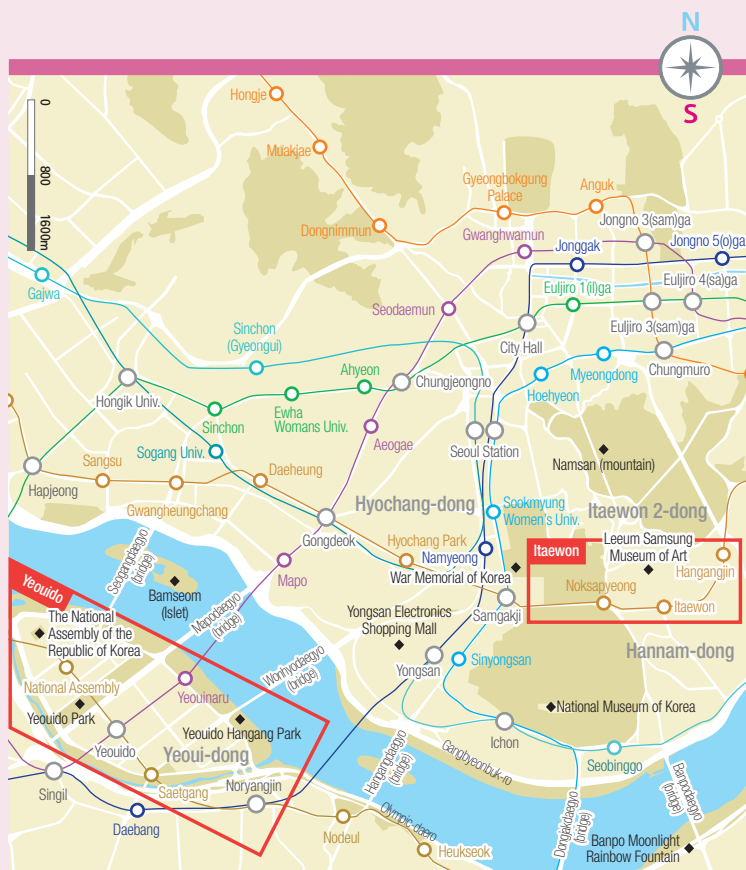 N
S
0
800
1600m
Hongje
Muakjae
Dongnimmun
Gyeongbokgung
Palace
Anguk
Jongno 3(sam)ga
Gwanghwamun
Jonggak
Jongno 5(o)ga
Gajwa
Seodaemun
Euljiro 1(il)ga
Euljiro 4(sa)ga
Sinchon
(Gyeongui)
City Hall
Euljiro 3(sam)ga
Chungmuro
Myeongdong
Hoehyeon
Ahyeon
Chungjeongno
Hongik Univ.
Sinchon
Ewha
Womans Univ.
Aeogae
Seoul Station
Namsan (mountain)
Sogang Univ.
Sangsu
Daeheung
Hapjeong
Gwangheungchang
Hyochang-dong
Sookmyung
Women's Univ.
Itaewon 2-dong
Gongdeok
Hyochang Park
Namyeong
Itaewon
Leeum Samsung
Museum of Art
Hangangjin
War Memorial of Korea
Noksapyeong
Itaewon
Samgakji
Seogangdaegyo
(bridge)
Mapo
Bamseom
(Islet)
Mapodaegyo
(bridge)
Yeouido
The National
Assembly of the
Republic of Korea
Yongsan Electronics
Shopping Mall
Hannam-dong
Wonhyodaegyo
(bridge)
Yongsan
Sinyongsan
National Assembly
Yeouinaru
Yeouido Park
Yeouido Hangang Park
National Museum of Korea
Yeouido
Yeoui-dong
Ichon
Hangangdaegyo
(bridge)
Gangbyeonbuk-ro
Seobinggo
Singil
Saetgang
Noryangjin
Banpodaegyo
(bridge)
Daebang
Nodeul
Olympic-daero
Dongjakdaegyo
(bridge)
Heukseok
Banpo Moonlight
Rainbow Fountain